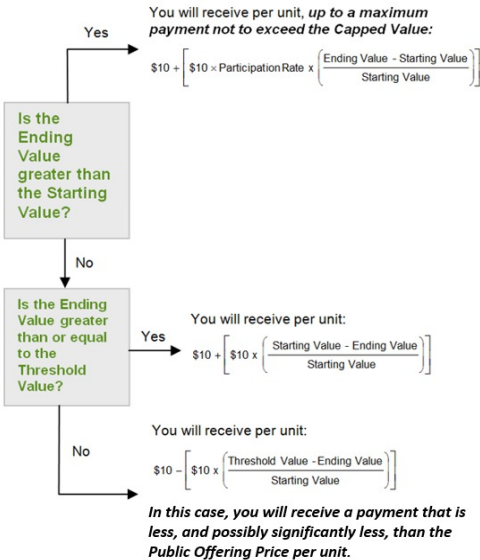 You will receive per unit, up to a maximum
payment not to exceed the Capped Value:
Yes
$10 + [ $10 × Participation Rate x ( Ending Value - Starting Value / Starting Value ) ]
Is the
Ending
Value
greater than
the Starting
Value?
No
Is the Ending
Value greater
than or equal
to the
Threshold
Value?
Yes
You will receive per unit:
$10 + [ $10 x ( Starting Value - Ending Value / Starting Value ) ]
No
You will receive per unit:
$10 – [ $10 x ( Threshold Value - Ending Value / Starting Value ) ]
In this case, you will receive a payment that is
less, and possibly significantly less, than the
Public Offering Price per unit.